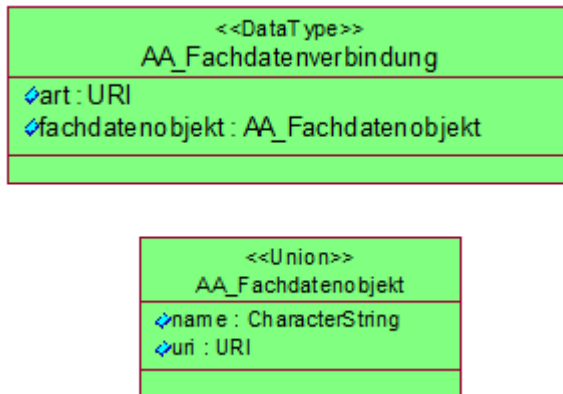 <<DataType>>
AA_Fachdatenverbindung
art : URI
fachdatenobjekt : AA_Fachdatenobjekt
<<Union>>
AA_Fachdatenobjekt
name : CharacterString
uri : URI